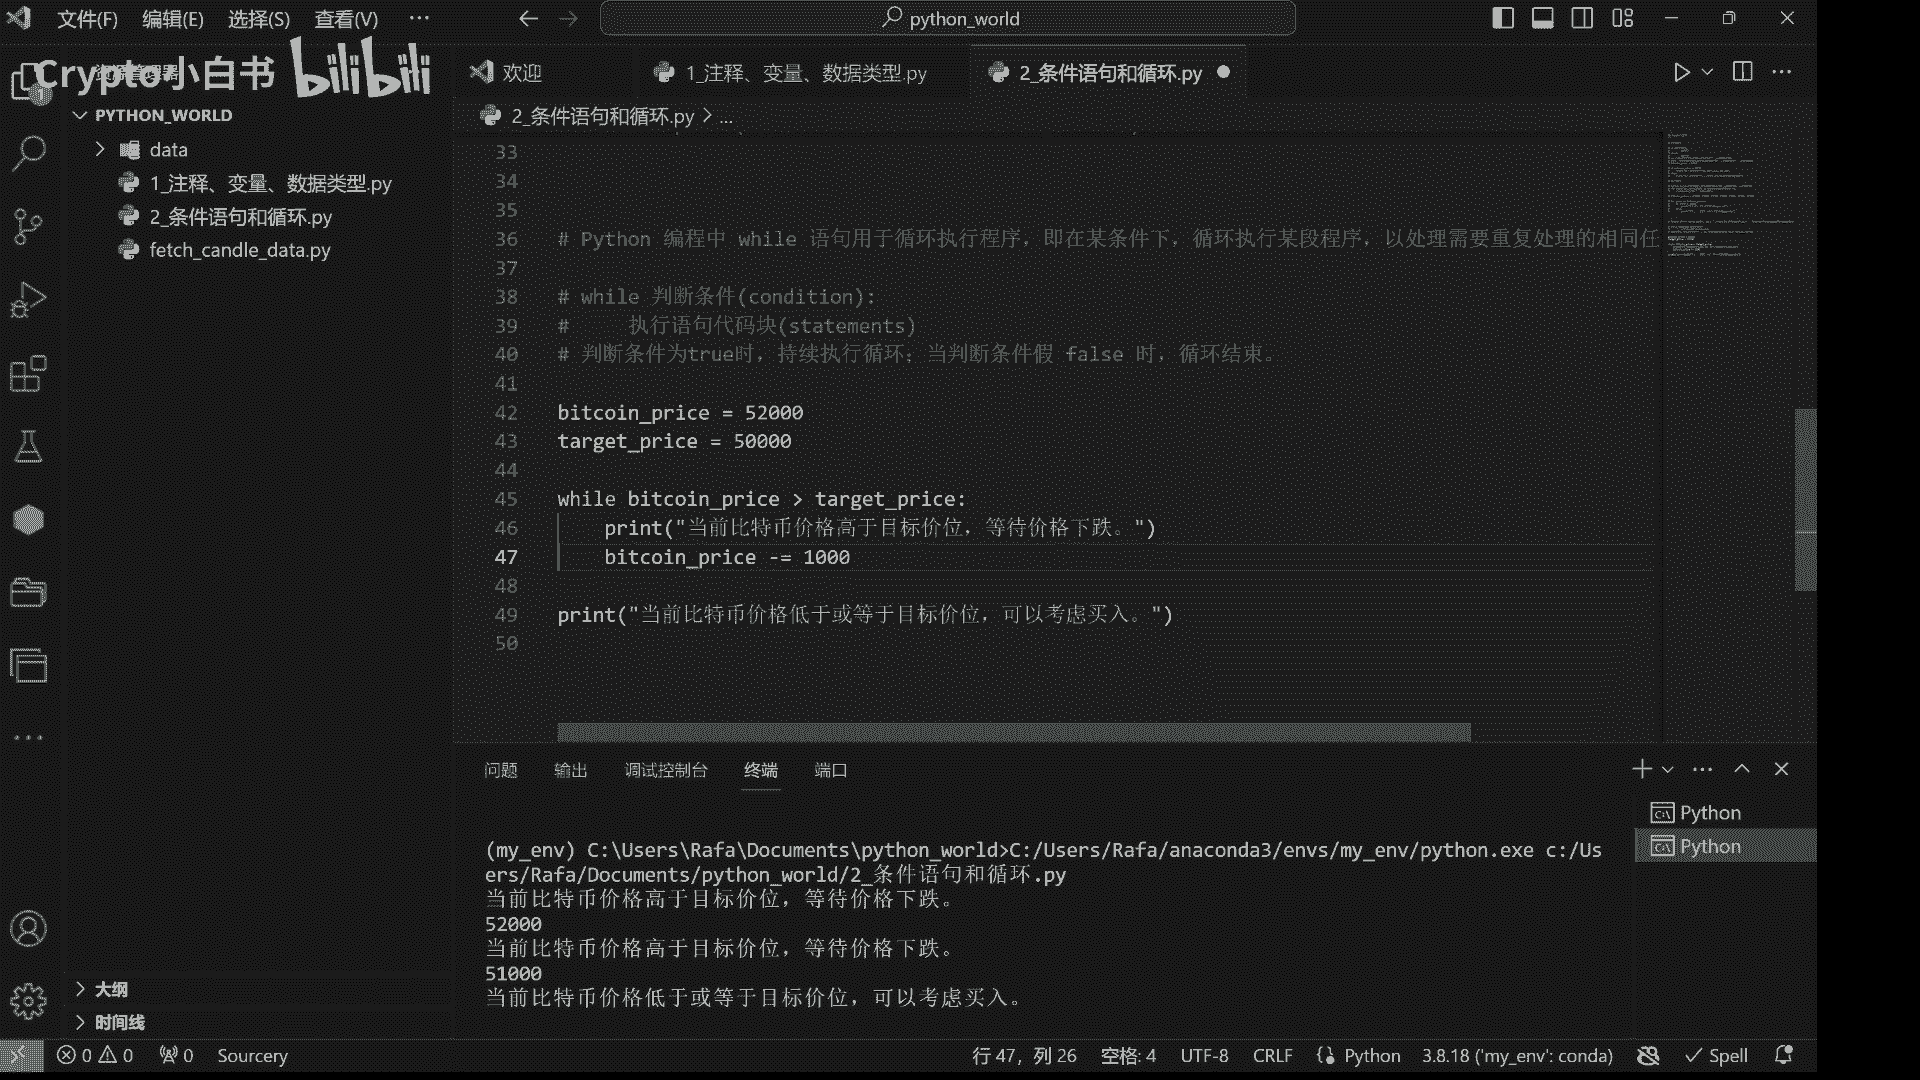 文件(F) 编辑(E) 选择(S) 查看(V) ··· python_world
Crypto小白书 bilibili
资源管理器
欢迎 1_注释、变量、数据类型.py 2_条件语句和循环.py
PYTHON_WORLD
data
1_注释、变量、数据类型.py
2_条件语句和循环.py
fetch_candle_data.py
1
2_条件语句和循环.py > ...
33
34
35
36 # Python 编程中 while 语句用于循环执行程序，即在某条件下，循环执行某段程序，以处理需要重复处理的相同任
37
38 # while 判断条件(condition):
39 #     执行语句代码块(statements)
40 # 判断条件为true时，持续执行循环；当判断条件假 false 时，循环结束。
41
42 bitcoin_price = 52000
43 target_price = 50000
44
45 while bitcoin_price > target_price:
46     print("当前比特币价格高于目标价位，等待价格下跌。")
47     bitcoin_price -= 1000
48
49 print("当前比特币价格低于或等于目标价位，可以考虑买入。")
50
问题 输出 调试控制台 终端 端口
Python
Python
(my_env) C:\Users\Rafa\Documents\python_world>C:/Users/Rafa/anaconda3/envs/my_env/python.exe c:/Us
ers/Rafa/Documents/python_world/2_条件语句和循环.py
当前比特币价格高于目标价位，等待价格下跌。
52000
当前比特币价格高于目标价位，等待价格下跌。
51000
当前比特币价格低于或等于目标价位，可以考虑买入。
大纲
时间线
0 0 0 Sourcery 行 47，列 26 空格: 4 UTF-8 CRLF Python 3.8.18 ('my_env': conda) Spell